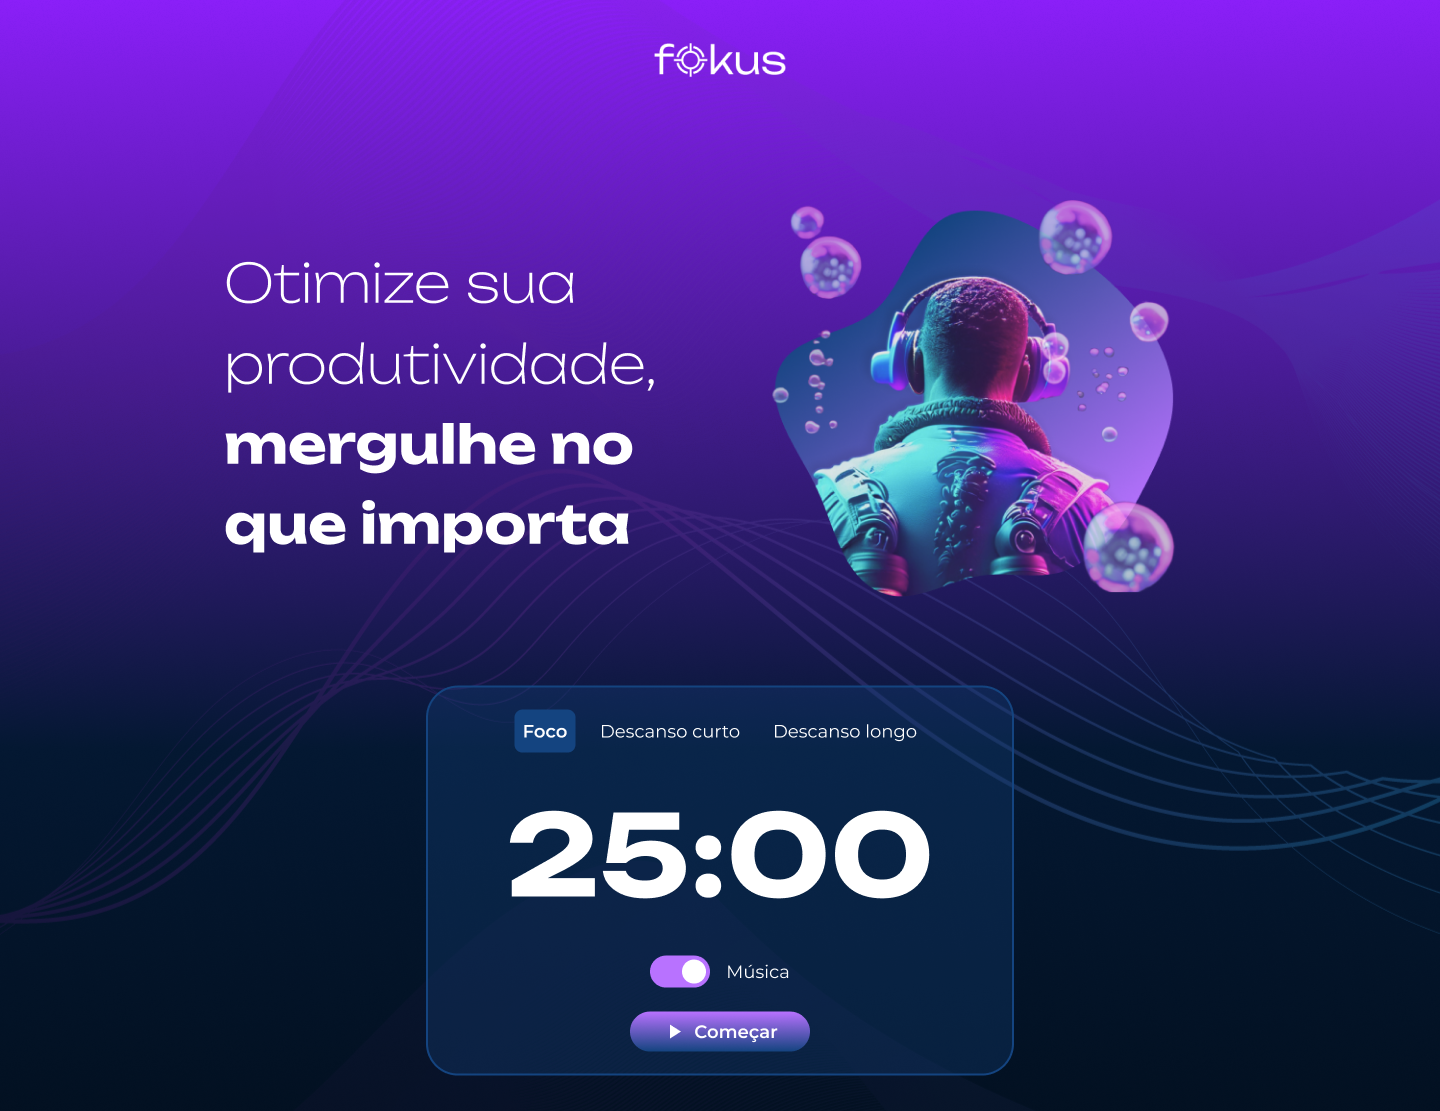 fokus
Otimize sua
produtividade,
mergulhe no
que importa
Foco Descanso curto Descanso longo
25:00
Música
Começar